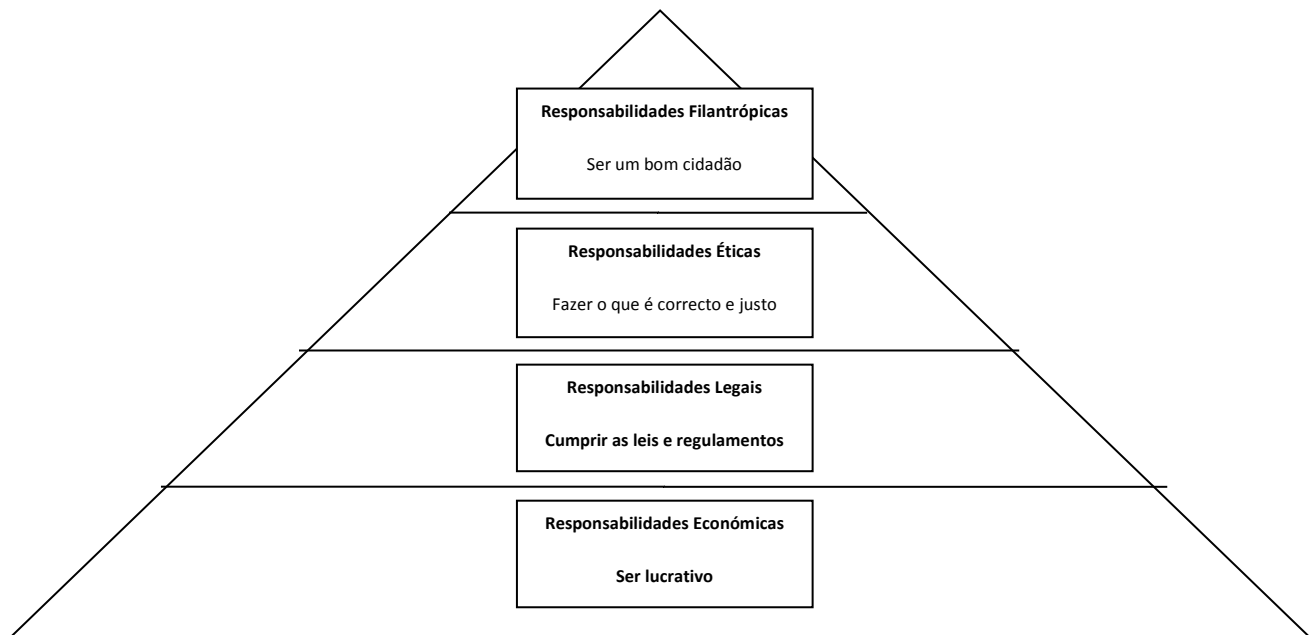 Responsabilidades Filantrópicas
Ser um bom cidadão
Responsabilidades Éticas
Fazer o que é correcto e justo
Responsabilidades Legais
Cumprir as leis e regulamentos
Responsabilidades Económicas
Ser lucrativo